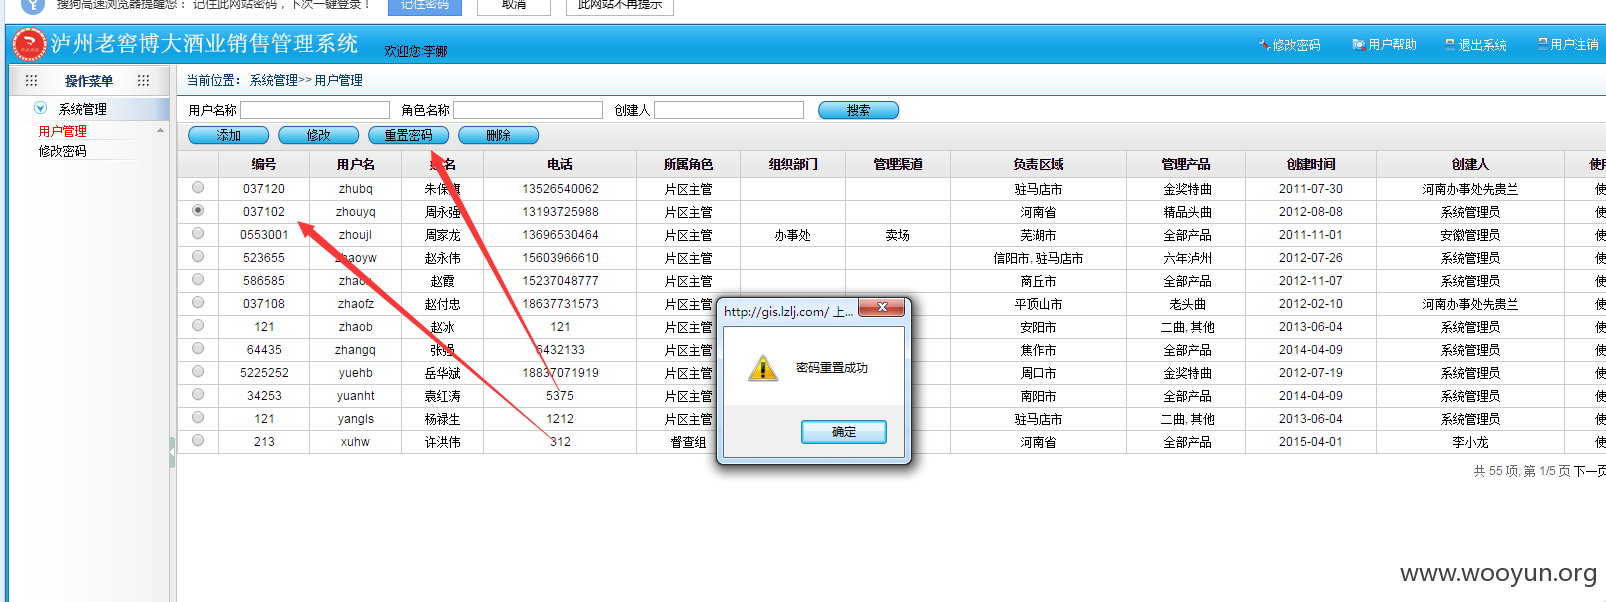 搜狗高速浏览器提醒您： 记住此网站密码，下次一键登录！ 记住密码 取消 此网站不再提示
泸州老窖博大酒业销售管理系统 欢迎您:李娜 修改密码 用户帮助 退出系统 用户注销
操作菜单 当前位置： 系统管理>> 用户管理
系统管理 用户名称 角色名称 创建人 搜索
用户管理 添加 修改 重置密码 删除
修改密码
编号 用户名 名 电话 所属角色 组织部门 管理渠道 负责区域 管理产品 创建时间 创建人 使
037120 zhubq 朱保 13526540062 片区主管 驻马店市 金奖特曲 2011-07-30 河南办事处先贵兰 使
037102 zhouyq 周永强 13193725988 片区主管 河南省 精品头曲 2012-08-08 系统管理员 使
0553001 zhoujl 周家龙 13696530464 片区主管 办事处 卖场 芜湖市 全部产品 2011-11-01 安徽管理员 使
523655 zhaoyw 赵永伟 15603966610 片区主管 信阳市,驻马店市 六年泸州 2012-07-26 系统管理员 使
586585 赵霞 15237048777 片区主管 商丘市 全部产品 2012-11-07 系统管理员 使
037108 zhaofz 赵付忠 18637731573 片区主管 平顶山市 老头曲 2012-02-10 河南办事处先贵兰 使
121 zhaob 赵冰 121 片区主管 安阳市 二曲,其他 2013-06-04 系统管理员 使
64435 zhangq 张强 6432133 片区主管 焦作市 全部产品 2014-04-09 系统管理员 使
5225252 yuehb 岳华斌 18837071919 片区主管 周口市 金奖特曲 2012-07-19 系统管理员 使
34253 yuanht 袁红涛 5375 片区主管 南阳市 全部产品 2014-04-09 系统管理员 使
121 yangls 杨禄生 1212 片区主管 驻马店市 二曲,其他 2013-06-04 系统管理员 使
213 xuhw 许洪伟 312 督查组 河南省 全部产品 2015-04-01 李小龙 使
共 55 项,第 1/5 页 下一页
http://gis.lzlj.com/ 上...
密码重置成功
确定
www.wooyun.org